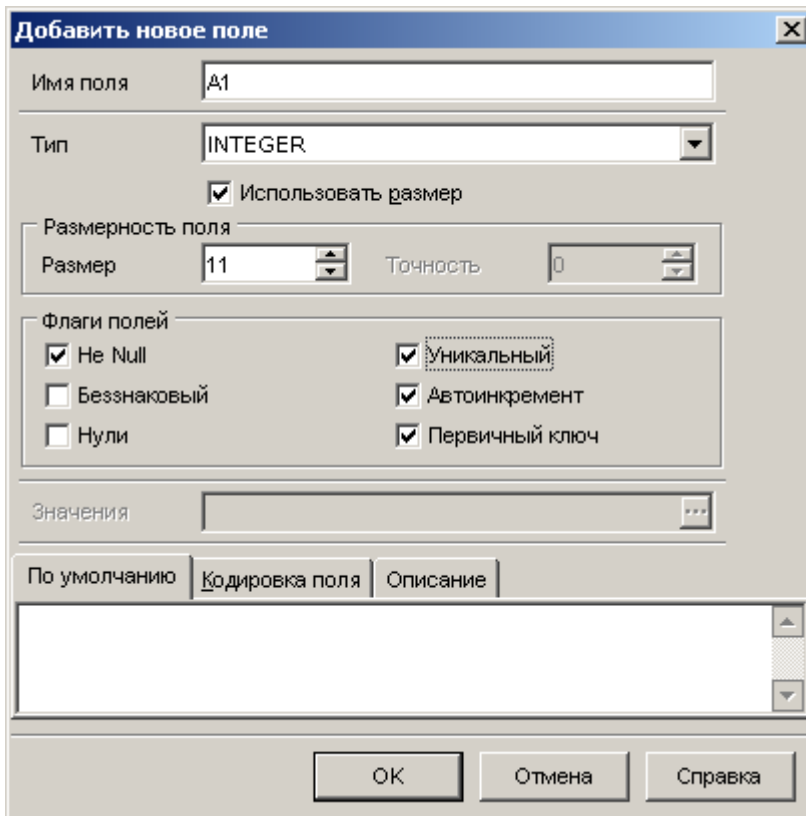 Добавить новое поле
Имя поля A1
Тип INTEGER
Использовать размер
Размерность поля
Размер 11 Точность 0
Флаги полей
Не Null Уникальный
Беззнаковый Автоинкремент
Нули Первичный ключ
Значения ...
По умолчанию Кодировка поля Описание
OK Отмена Справка